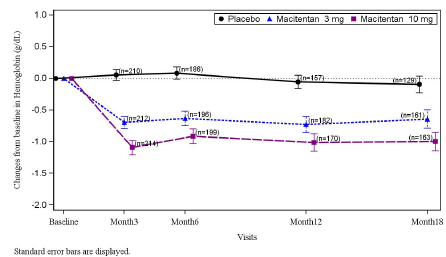 Placebo Macitentan 3 mg Macitentan 10 mg
Changes from baseline in Hemoglobin (g/dL)
1.0
0.5
0.0
-0.5
-1.0
-1.5
-2.0
(n=210)
(n=186)
(n=157)
(n=129)
(n=212)
(n=196)
(n=182)
(n=161)
(n=214)
(n=199)
(n=170)
(n=163)
Baseline Month3 Month6 Month12 Month18
Visits
Standard error bars are displayed.